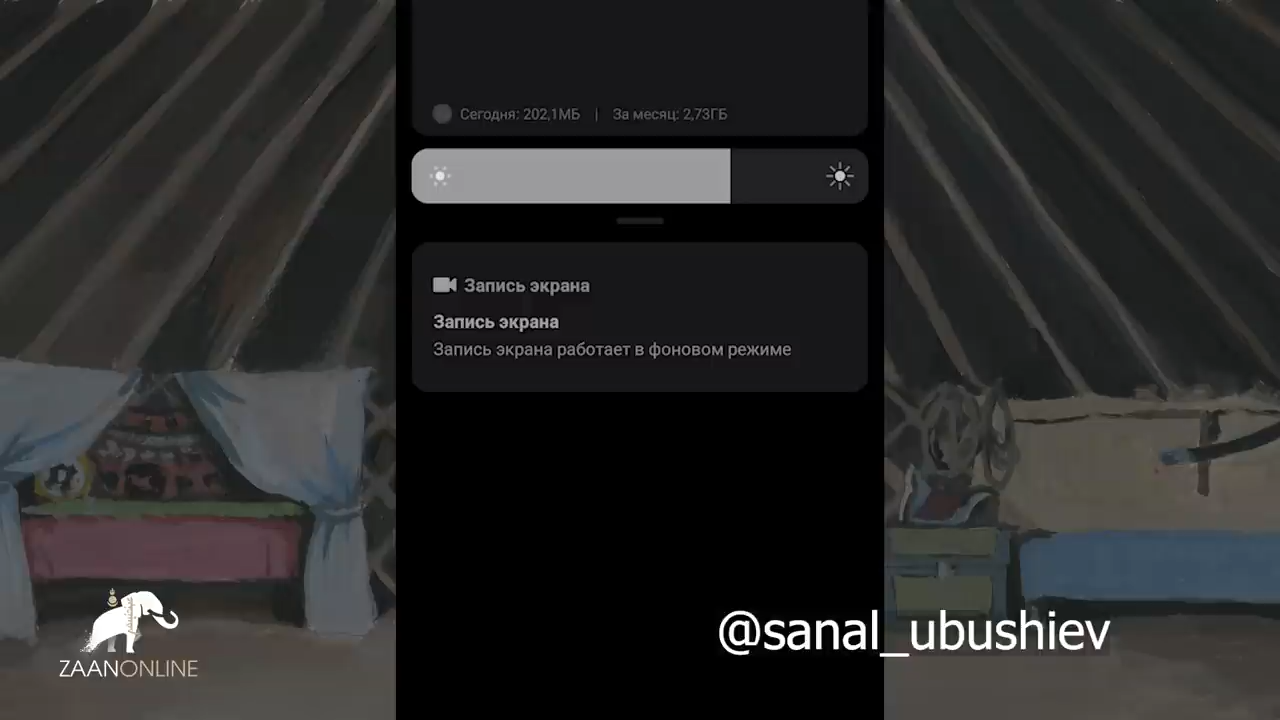 Сегодня: 202,1МБ | За месяц: 2,73ГБ
Запись экрана
Запись экрана
Запись экрана работает в фоновом режиме
@sanal_ubushiev
ZAANONLINE